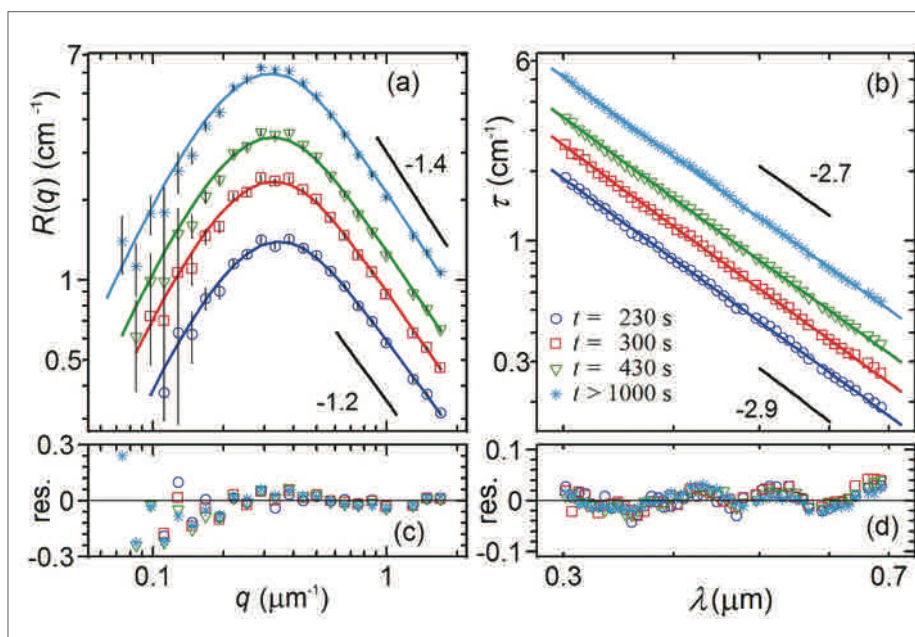 7
(a)
R(q) (cm⁻¹)
1
0.5
-1.4
-1.2
6
(b)
τ (cm⁻¹)
1
0.3
-2.7
t = 230 s
t = 300 s
t = 430 s
t > 1000 s
-2.9
0.3
res.
0
-0.3
(c)
0.1
1
q (μm⁻¹)
0.1
res.
0
-0.1
(d)
0.3
0.7
λ(μm)